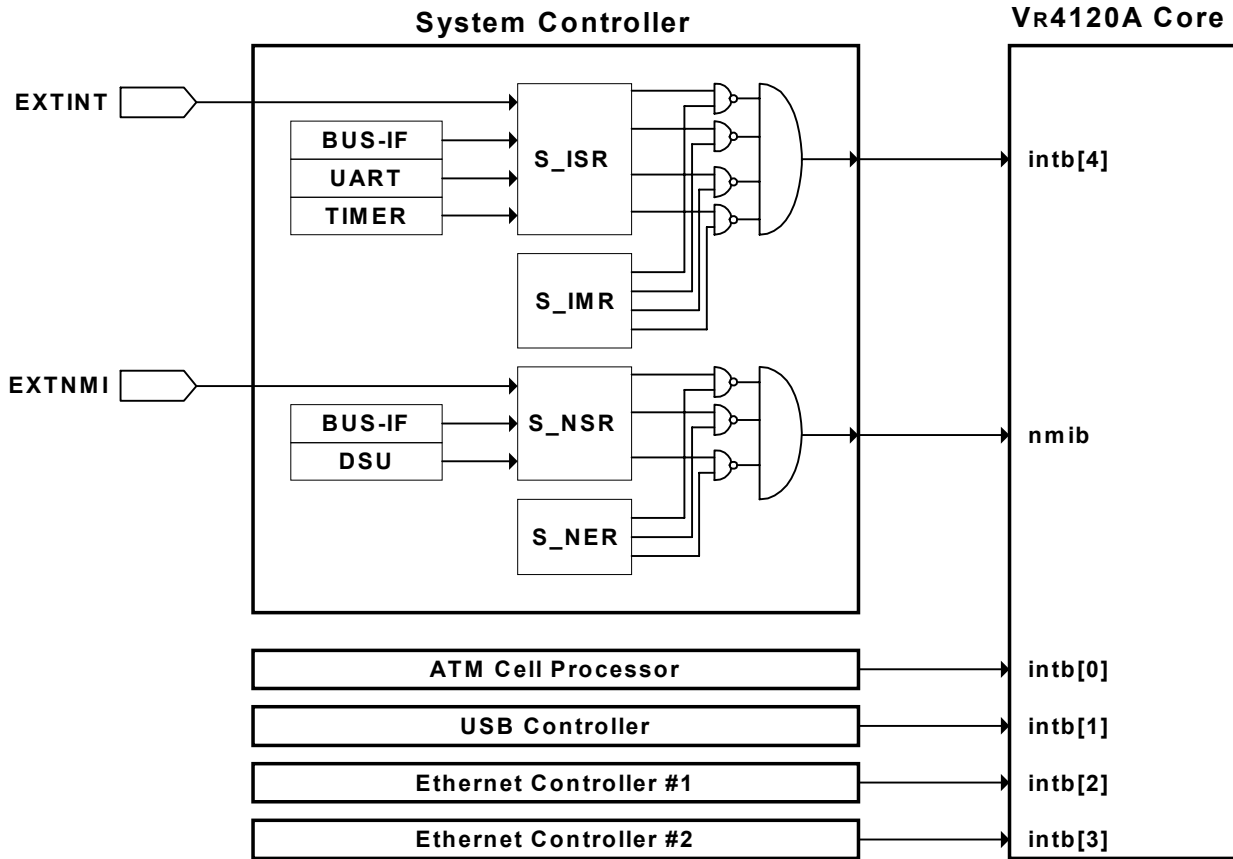 System Controller
VR4120A Core
EXTINT
BUS-IF
UART
TIMER
S_ISR
intb[4]
S_IMR
EXTNMI
BUS-IF
DSU
S_NSR
nmib
S_NER
ATM Cell Processor
intb[0]
USB Controller
intb[1]
Ethernet Controller #1
intb[2]
Ethernet Controller #2
intb[3]